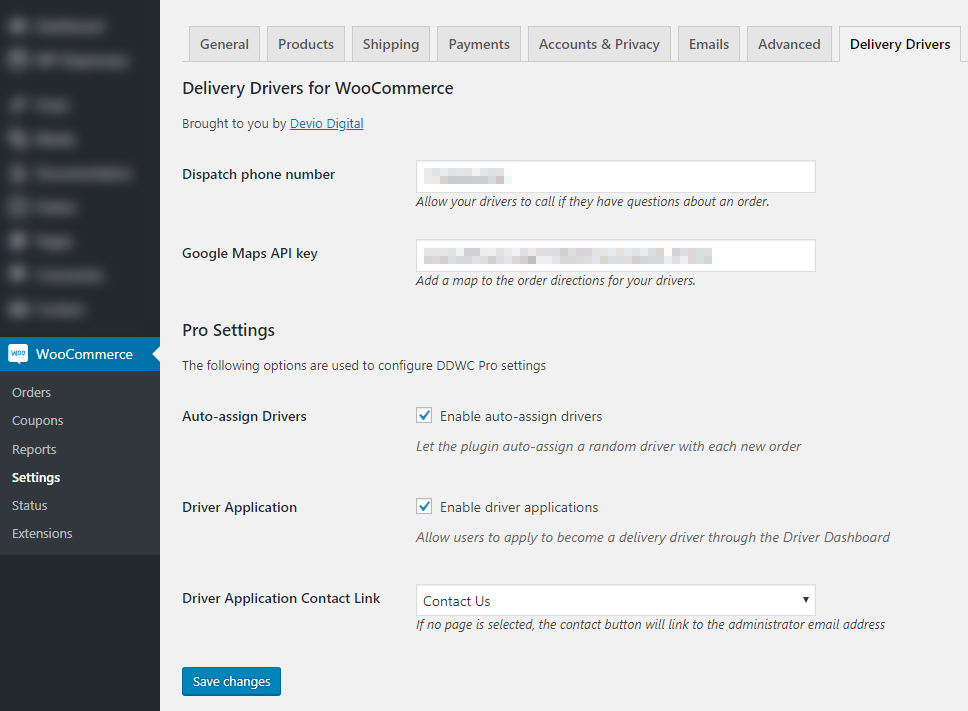 General
Products
Shipping
Payments
Accounts & Privacy
Emails
Advanced
Delivery Drivers
Delivery Drivers for WooCommerce
Brought to you by Devio Digital
Dispatch phone number
Allow your drivers to call if they have questions about an order.
Google Maps API key
Add a map to the order directions for your drivers.
Pro Settings
The following options are used to configure DDWC Pro settings
Auto-assign Drivers
Enable auto-assign drivers
Let the plugin auto-assign a random driver with each new order
Driver Application
Enable driver applications
Allow users to apply to become a delivery driver through the Driver Dashboard
Driver Application Contact Link
Contact Us
If no page is selected, the contact button will link to the administrator email address
Save changes
Woo
WooCommerce
Orders
Coupons
Reports
Settings
Status
Extensions